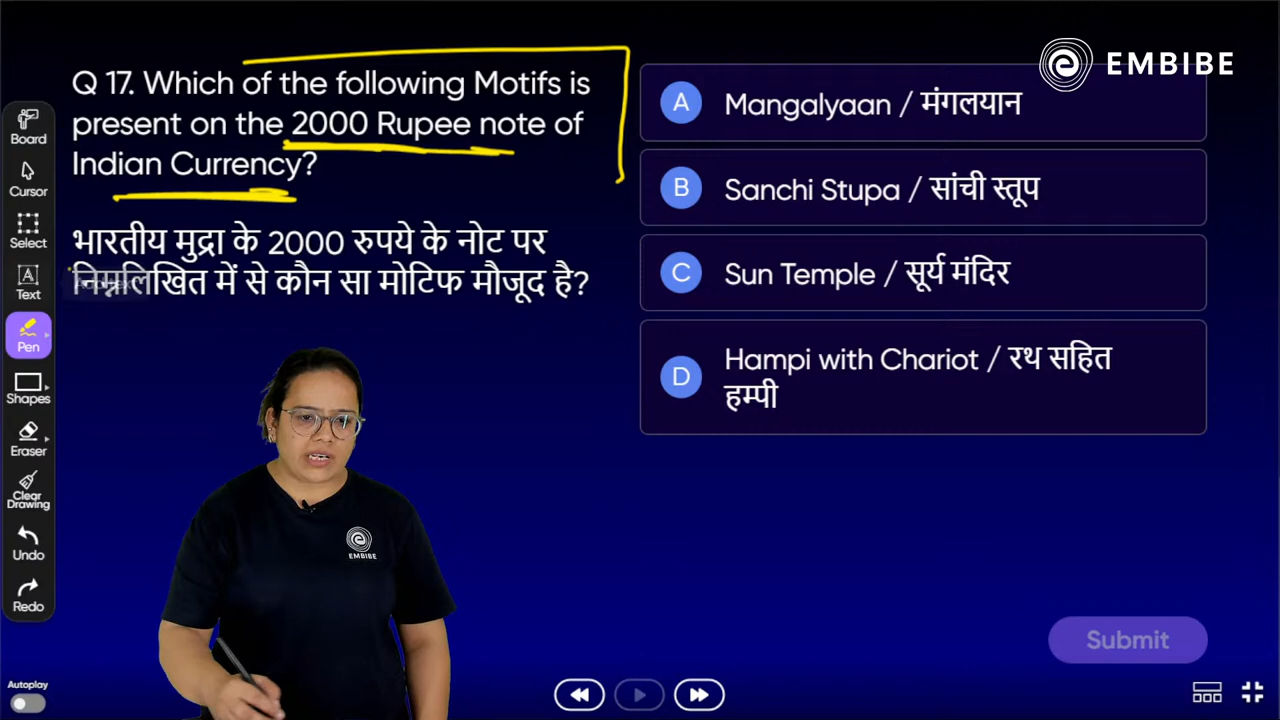 EMBIBE
Q 17. Which of the following Motifs is
present on the 2000 Rupee note of
Indian Currency?
भारतीय मुद्रा के 2000 रुपये के नोट पर
निम्नलिखित में से कौन सा मोटिफ मौजूद है?
A Mangalyaan / मंगलयान
B Sanchi Stupa / सांची स्तूप
C Sun Temple / सूर्य मंदिर
D Hampi with Chariot / रथ सहित
हम्पी
Board
Cursor
Select
Text
Pen
Shapes
Eraser
Clear
Drawing
Undo
Redo
EMBIBE
Submit
Autoplay